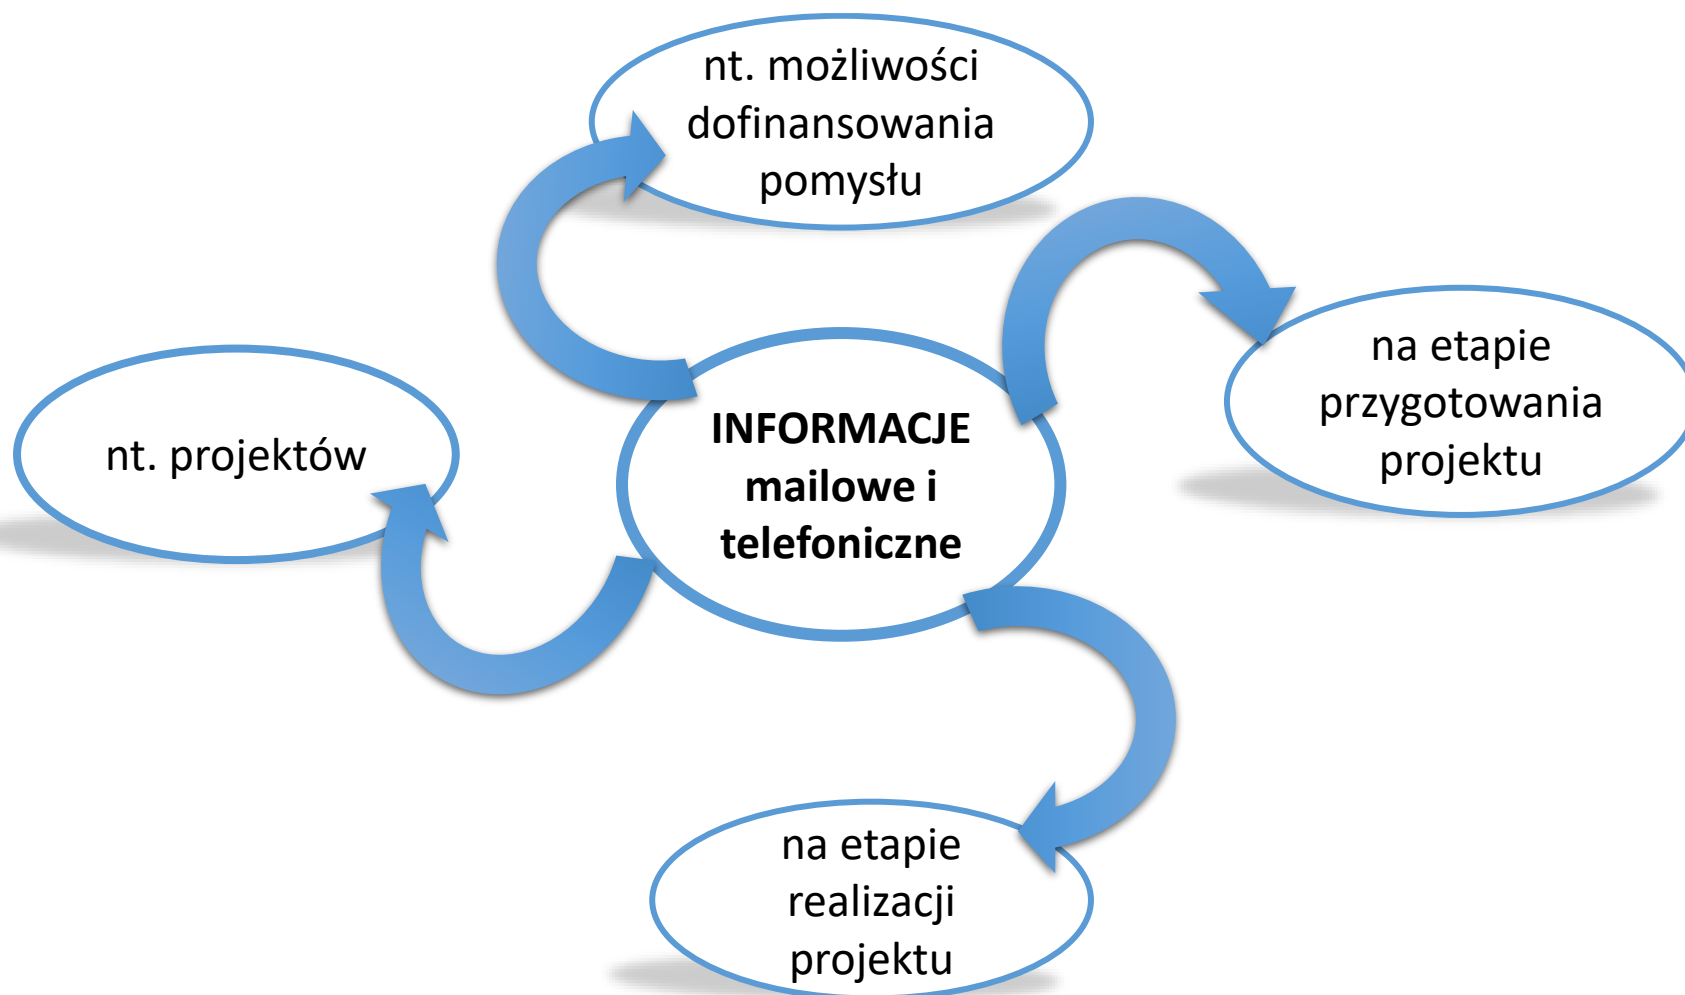 nt. możliwości
dofinansowania
pomysłu
na etapie
przygotowania
projektu
nt. projektów
INFORMACJE
mailowe i
telefoniczne
na etapie
realizacji
projektu